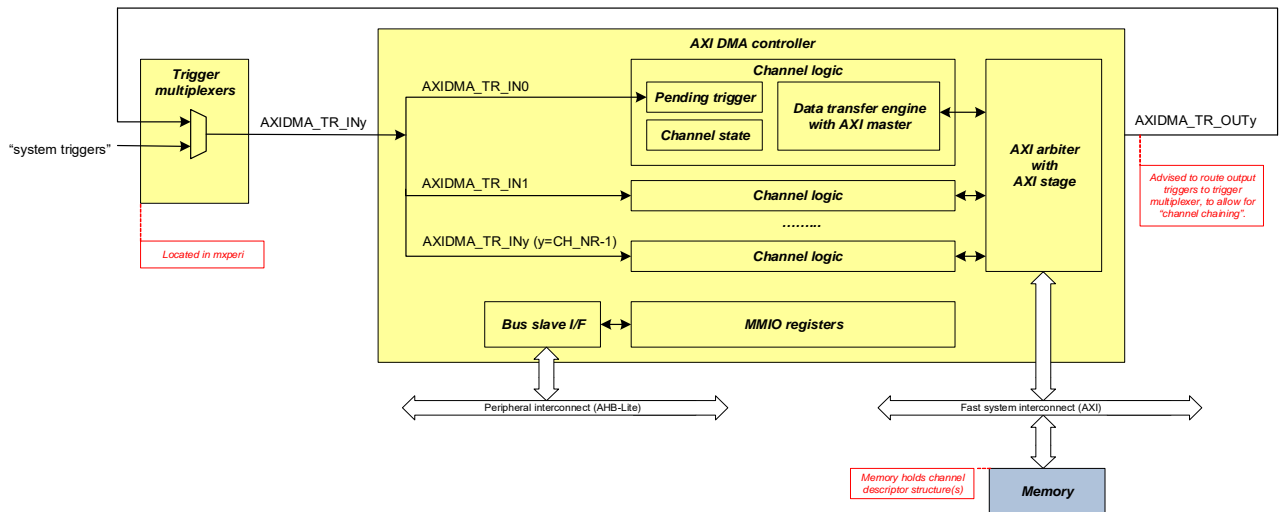 AXI DMA controller
Trigger
multiplexers
Channel logic
AXIDMA_TR_IN0
Pending trigger
Data transfer engine
with AXI master
Channel state
AXIDMA_TR_INy
AXIDMA_TR_OUTy
"system triggers"
AXI arbiter
with
AXI stage
AXIDMA_TR_IN1
Channel logic
Advised to route output
triggers to trigger
multiplexer, to allow for
"channel chaining".
.........
AXIDMA_TR_INy (y=CH_NR-1)
Channel logic
Located in mxperi
Bus slave I/F
MMIO registers
Peripheral interconnect (AHB-Lite)
Fast system interconnect (AXI)
Memory holds channel
descriptor structure(s)
Memory